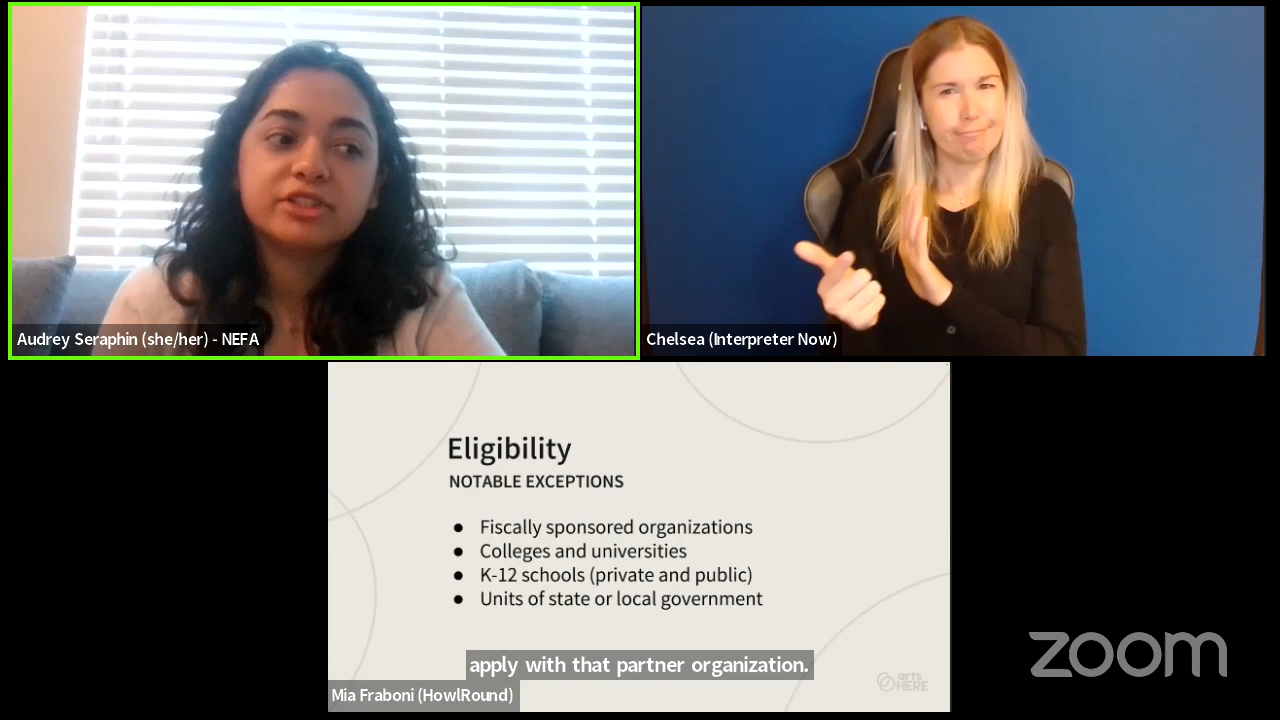 Audrey Seraphin (she/her) - NEFA
Chelsea (Interpreter Now)
Eligibility
NOTABLE EXCEPTIONS
● Fiscally sponsored organizations
● Colleges and universities
● K-12 schools (private and public)
● Units of state or local government
apply with that partner organization.
arts
HERE
Mia Fraboni (HowlRound)
zoom